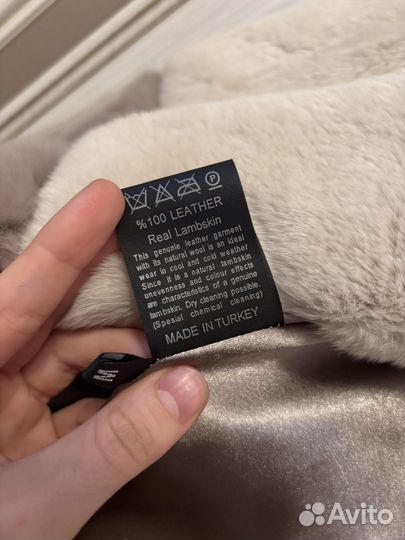 P
%100 LEATHER
Real Lambskin
This genuine leather garment
with its natural wool is an ideal
wear in cool and cold weather
Since it is a natural lambskin
unevenness and colour effects
are characteristics of a genuine
lambskin. Dry cleaning possible.
(Spesial chemical cleaning)
MADE IN TURKEY
Avito